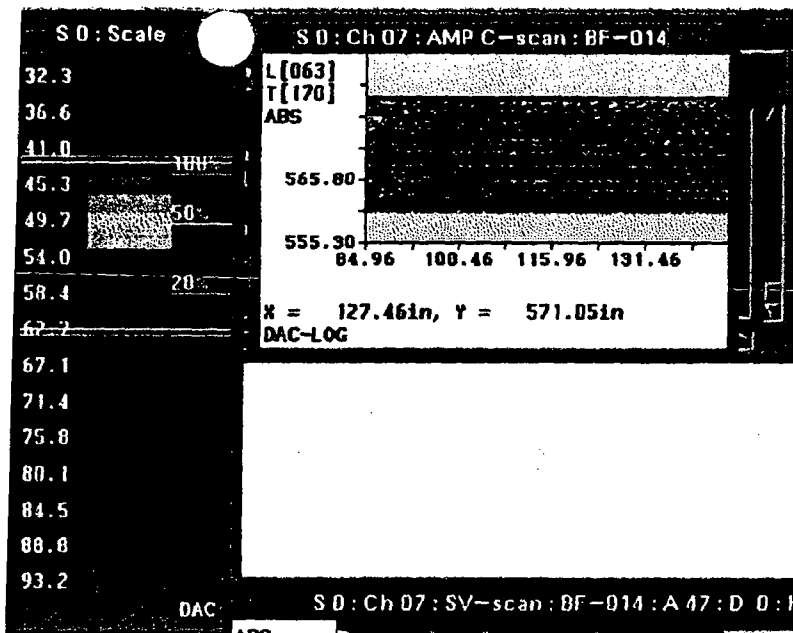 S 0 : Scale
32.3
36.6
41.0
100%
45.3
49.7
50%
54.0
20%
58.4
67.1
71.4
75.8
80.1
84.5
88.8
93.2
DAC
S 0 : Ch 07 : AMP C-scan : BF-014
L[063]
T[170]
ABS
565.80
555.30
84.96 100.46 115.96 131.46
X = 127.46in, Y = 571.05in
DAC-LOG
S 0 : Ch 07 : SV-scan : BF-014 : A 47 : D 0 :